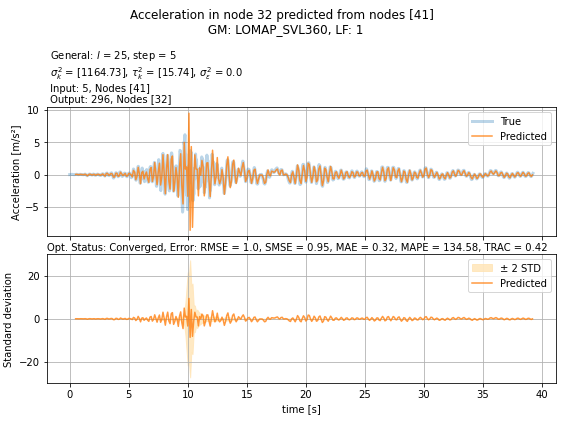 Acceleration in node 32 predicted from nodes [41]
GM: LOMAP_SVL360, LF: 1
General: l = 25, step = 5
σ²ₖ = [1164.73], τ²ₖ = [15.74], σ²_ε = 0.0
Input: 5, Nodes [41]
Output: 296, Nodes [32]
10
5
0
−5
Acceleration [m/s²]
True
Predicted
Opt. Status: Converged, Error: RMSE = 1.0, SMSE = 0.95, MAE = 0.32, MAPE = 134.58, TRAC = 0.42
20
0
−20
Standard deviation
± 2 STD
Predicted
0 5 10 15 20 25 30 35 40
time [s]